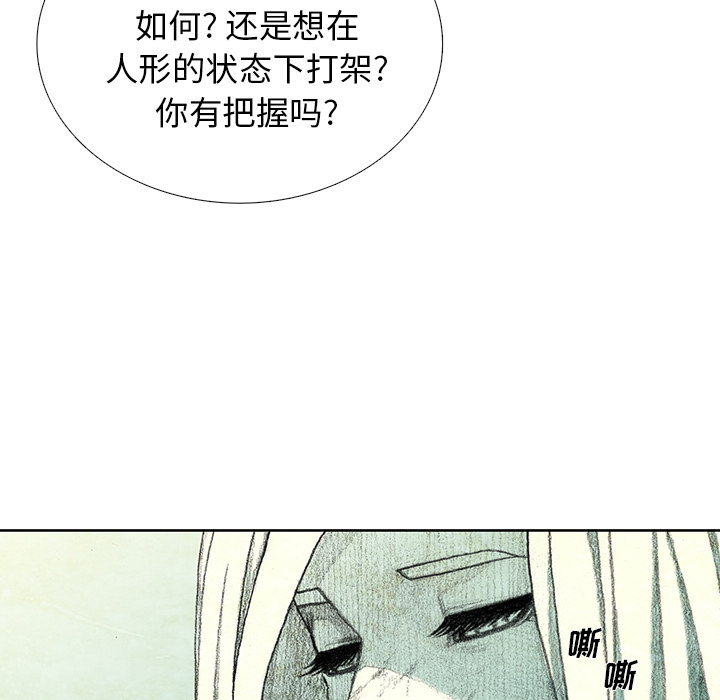 如何? 还是想在
人形的状态下打架?
你有把握吗?
嘶
嘶